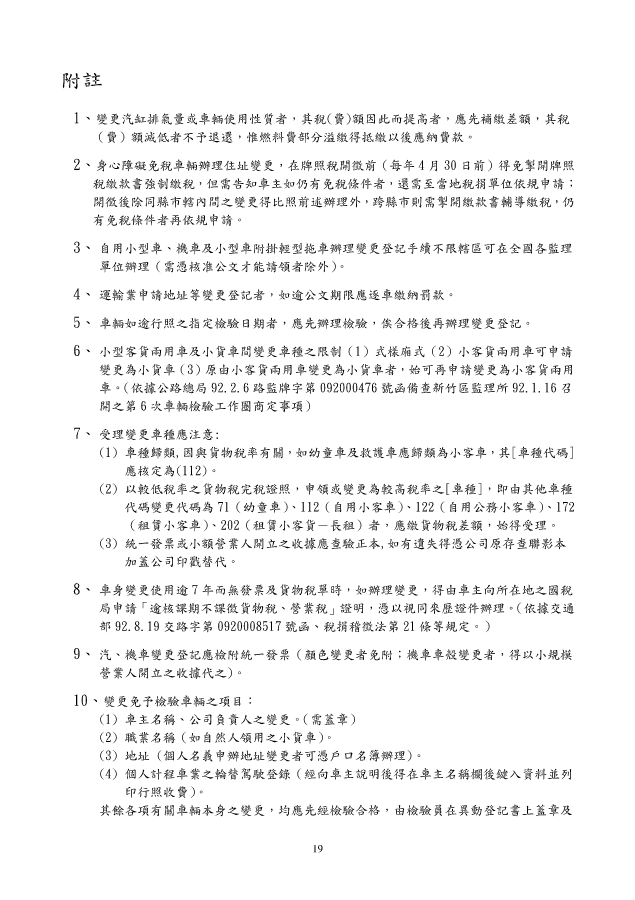 附註
1、變更汽缸排氣量或車輛使用性質者，其稅(費)額因此而提高者，應先補繳差額，其稅
(費) 額減低者不予退還，惟燃料費部分溢繳得抵繳以後應納費款。
2、身心障礙免稅車輛辦理住址變更，在牌照稅開徵前（每年 4 月 30 日前）得免掣開牌照
稅繳款書強制繳稅，但需告知車主如仍有免稅條件者，還需至當地稅捐單位依規申請；
開徵後除同縣市轄內間之變更得比照前述辦理外，跨縣市則需掣開繳款書輔導繳稅，仍
有免稅條件者再依規申請。
3、 自用小型車、機車及小型車附掛輕型拖車辦理變更登記手續不限轄區可在全國各監理
單位辦理（需憑核准公文才能請領者除外）。
4、 運輸業申請地址等變更登記者，如逾公文期限應逐車繳納罰款。
5、 車輛如逾行照之指定檢驗日期者，應先辦理檢驗，俟合格後再辦理變更登記。
6、 小型客貨兩用車及小貨車間變更車種之限制（1）式樣廂式（2）小客貨兩用車可申請
變更為小貨車（3）原由小客貨兩用車變更為小貨車者，始可再申請變更為小客貨兩用
車。（依據公路總局 92.2.6 路監牌字第 092000476 號函備查新竹區監理所 92.1.16 召
開之第 6 次車輛檢驗工作圈商定事項）
7、 受理變更車種應注意:
(1) 車種歸類,因與貨物稅率有關，如幼童車及救護車應歸類為小客車，其[車種代碼]
應核定為(112)。
(2) 以較低稅率之貨物稅完稅證照，申領或變更為較高稅率之[車種]，即由其他車種
代碼變更代碼為 71（幼童車）、112（自用小客車）、122（自用公務小客車）、172
（租賃小客車）、202（租賃小客貨－長租）者，應繳貨物稅差額，始得受理。
(3) 統一發票或小額營業人開立之收據應查驗正本,如有遺失得憑公司原存查聯影本
加蓋公司印戳替代。
8、 車身變更使用逾 7 年而無發票及貨物稅單時，如辦理變更，得由車主向所在地之國稅
局申請「逾核課期不課徵貨物稅、營業稅」證明，憑以視同來歷證件辦理。（依據交通
部 92.8.19 交路字第 0920008517 號函、稅捐稽徵法第 21 條等規定。）
9、 汽、機車變更登記應檢附統一發票（顏色變更者免附；機車車殼變更者，得以小規模
營業人開立之收據代之）。
10、變更免予檢驗車輛之項目：
(1) 車主名稱、公司負責人之變更。(需蓋章)
(2) 職業名稱（如自然人領用之小貨車）。
(3) 地址（個人名義申辦地址變更者可憑戶口名簿辦理）。
(4) 個人計程車業之輪替駕駛登錄（經向車主說明後得在車主名稱欄後鍵入資料並列
印行照收費）。
其餘各項有關車輛本身之變更，均應先經檢驗合格，由檢驗員在異動登記書上蓋章及
19